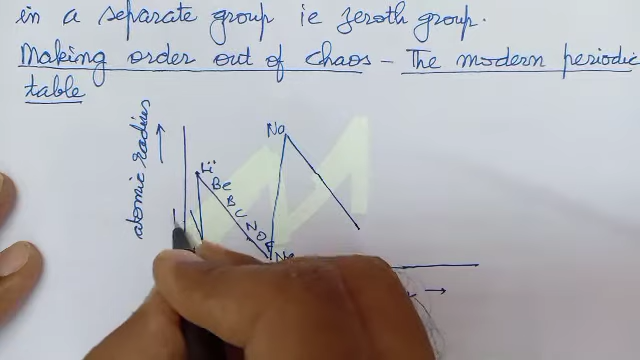 in a separate group ie zeroth group.
Making order out of chaos - The modern periodic
table
atomic radius
Na
Li
Be
B
C
N
O
F
Ne